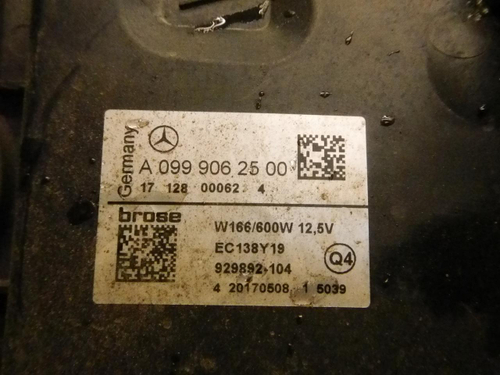 Germany
A 099 906 25 00
17 128 00062 4
brose
W166/600W 12,5V
EC138Y19
929892-104
Q4
4 20170508 1 5039